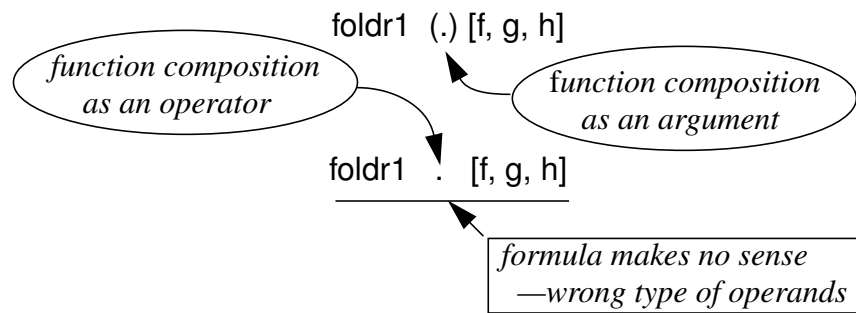 foldr1 (.) [f, g, h]
function composition
as an operator
function composition
as an argument
foldr1 . [f, g, h]
formula makes no sense
—wrong type of operands